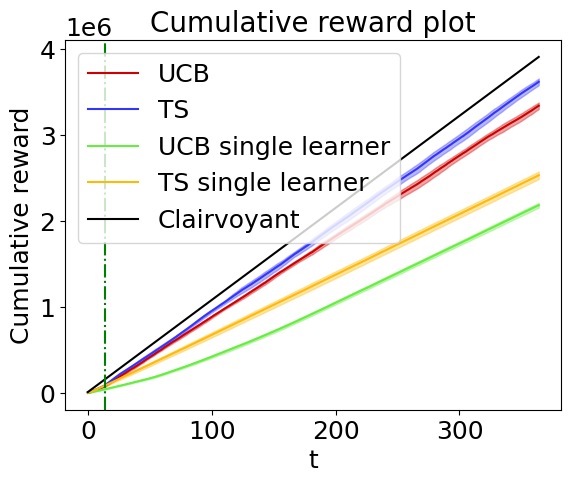 Cumulative reward plot
1e6
4
3
2
1
0
Cumulative reward
UCB
TS
UCB single learner
TS single learner
Clairvoyant
0 100 200 300
t